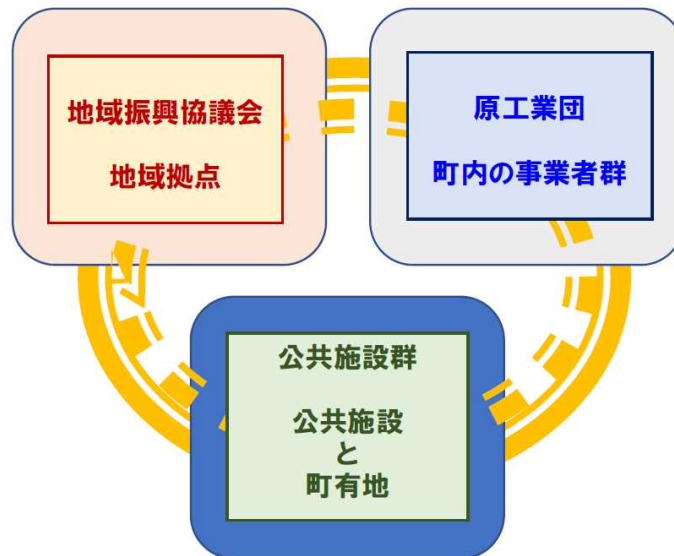 地域振興協議会
地域拠点
原工業団
町内の事業者群
公共施設群
公共施設
と
町有地